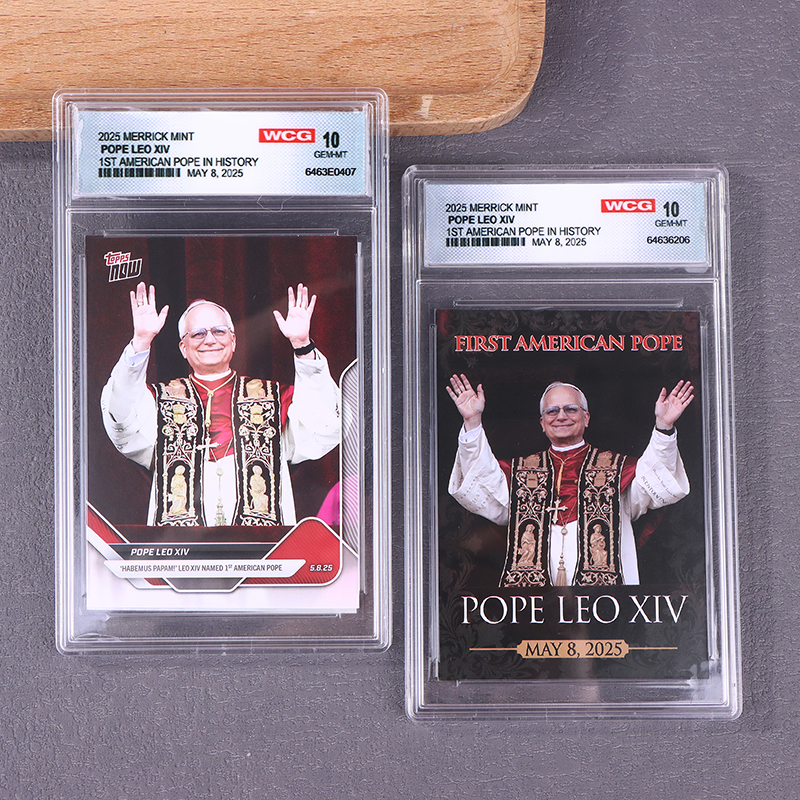 2025 MERRICK MINT
POPE LEO XIV
1ST AMERICAN POPE IN HISTORY
MAY 8, 2025
WCG 10
GEM-MT
6463E0407
topps
now
POPE LEO XIV
"HABEMUS PAPAM!" LEO XIV NAMED 1ST AMERICAN POPE
5.8.25
2025 MERRICK MINT
POPE LEO XIV
1ST AMERICAN POPE IN HISTORY
MAY 8, 2025
WCG 10
GEM-MT
64636206
FIRST AMERICAN POPE
POPE LEO XIV
MAY 8, 2025